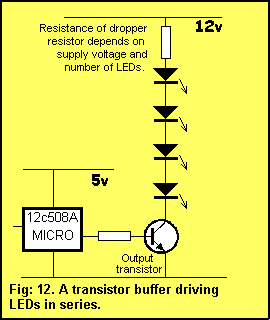 12v
Resistance of dropper
resistor depends on
supply voltage and
number of LEDs.
5v
12c508A
MICRO
Output
transistor
Fig: 12. A transistor buffer driving
LEDs in series.